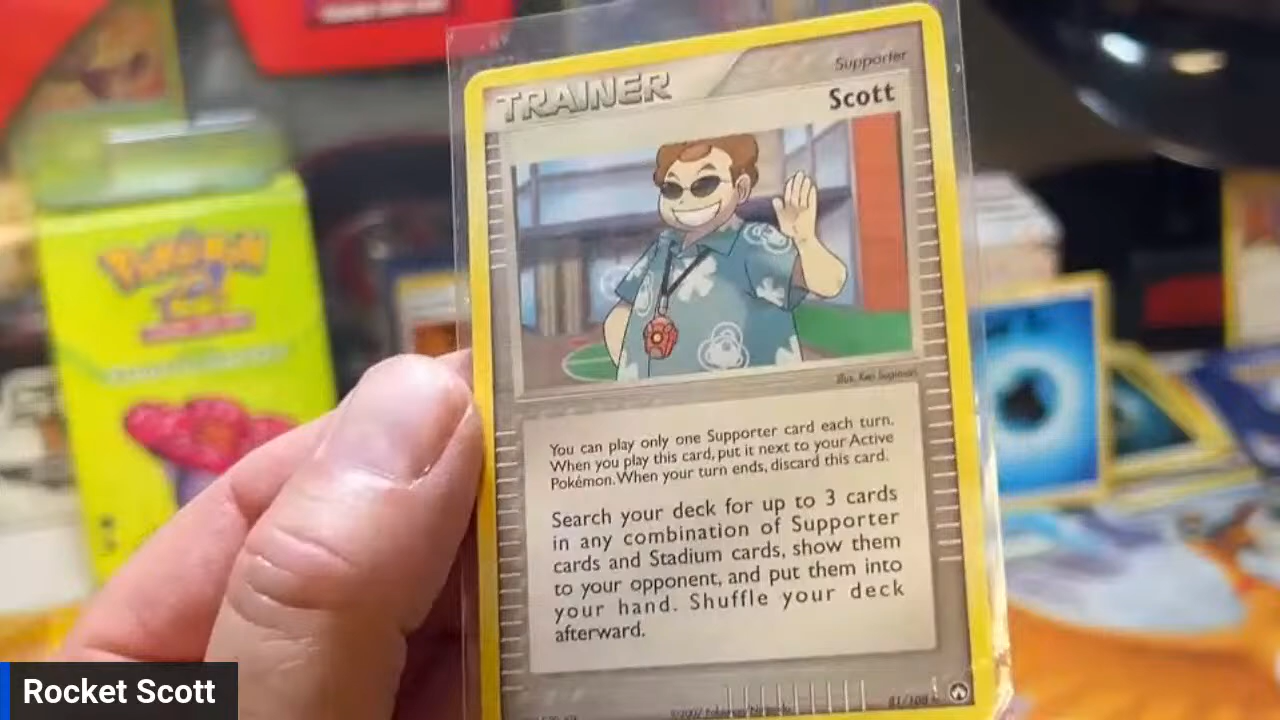 TRAINER
Supporter
Scott
Illus. Ken Sugimori
You can play only one Supporter card each turn.
When you play this card, put it next to your Active
Pokémon. When your turn ends, discard this card.
Search your deck for up to 3 cards
in any combination of Supporter
cards and Stadium cards, show them
to your opponent, and put them into
your hand. Shuffle your deck
afterward.
81/108
POKéMON
Rocket Scott